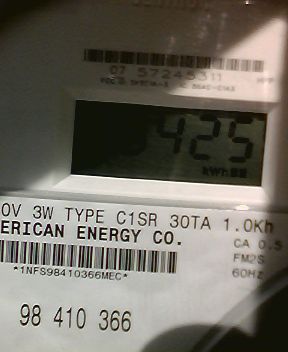 07 57245311
425
kWh
0V 3W TYPE C1SR 30TA 1.0Kh
ERICAN ENERGY CO.
CA 0.5
FM2S
*1NFS98410366MEC*
60Hz
98 410 366